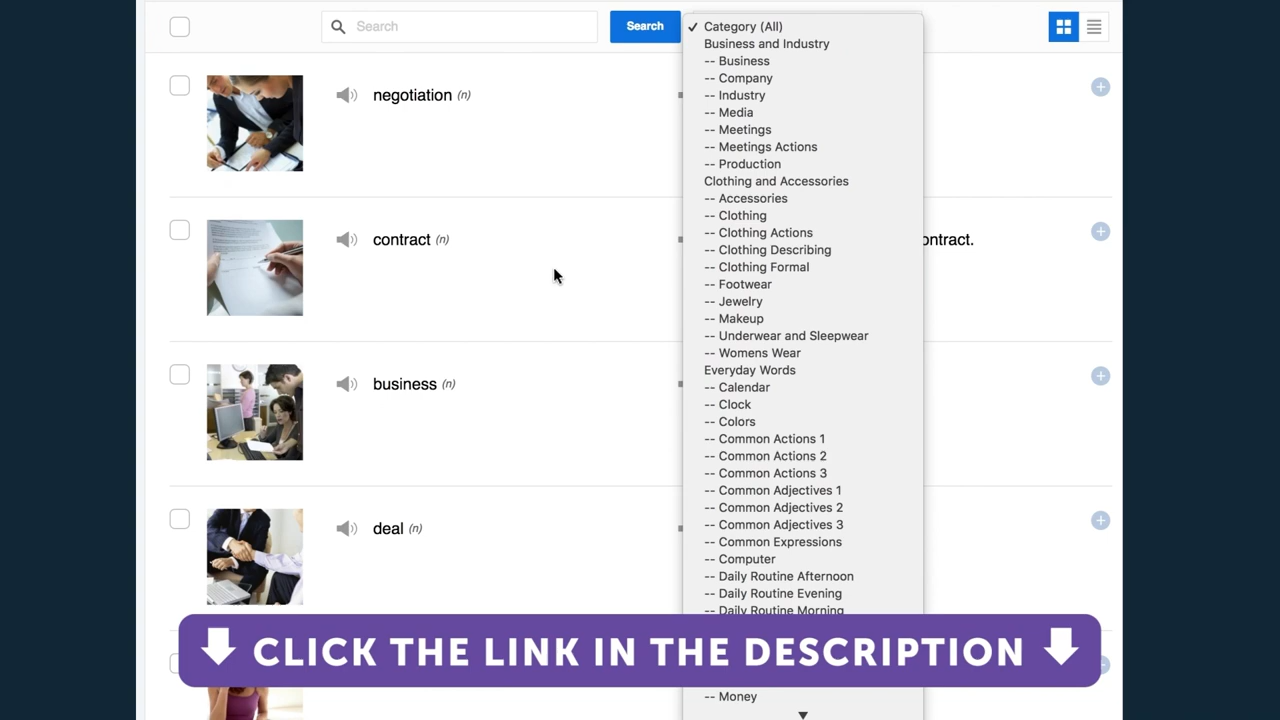 Search
Search
✓ Category (All)
Business and Industry
-- Business
-- Company
-- Industry
-- Media
-- Meetings
-- Meetings Actions
-- Production
Clothing and Accessories
-- Accessories
-- Clothing
-- Clothing Actions
-- Clothing Describing
-- Clothing Formal
-- Footwear
-- Jewelry
-- Makeup
-- Underwear and Sleepwear
-- Womens Wear
Everyday Words
-- Calendar
-- Clock
-- Colors
-- Common Actions 1
-- Common Actions 2
-- Common Actions 3
-- Common Adjectives 1
-- Common Adjectives 2
-- Common Adjectives 3
-- Common Expressions
-- Computer
-- Daily Routine Afternoon
-- Daily Routine Evening
-- Daily Routine Morning
-- Money
negotiation (n)
contract (n)
ontract.
business (n)
deal (n)
CLICK THE LINK IN THE DESCRIPTION